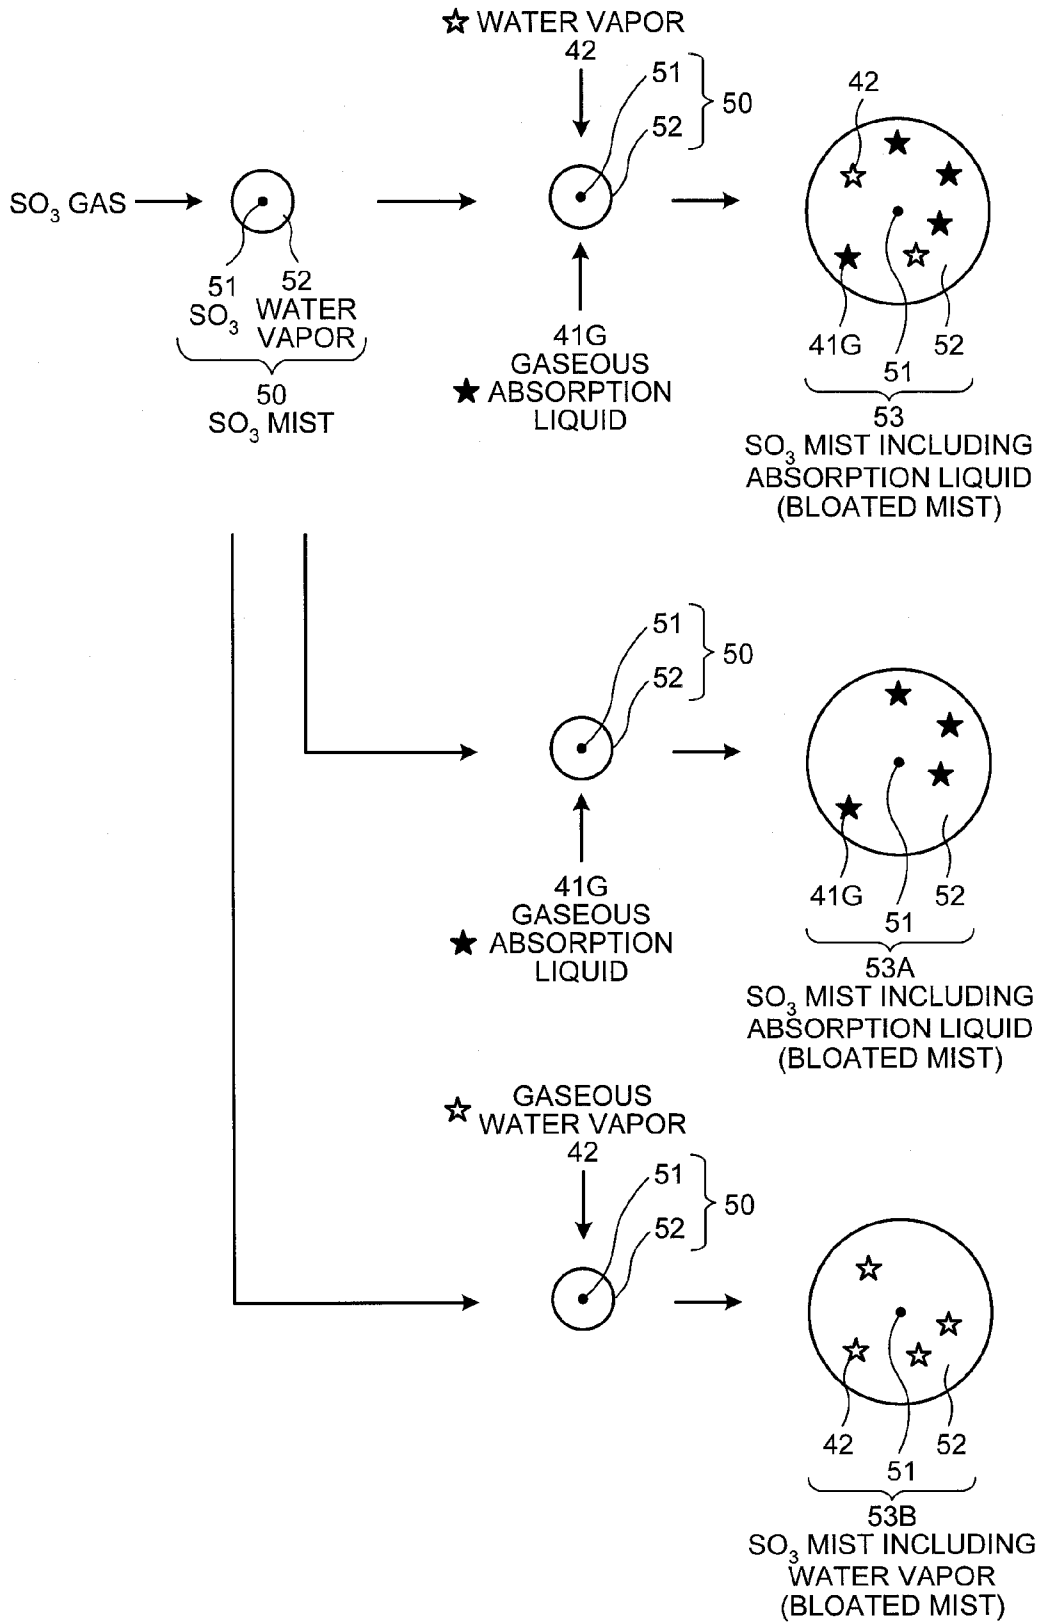 ☆ WATER VAPOR
42
51
52
50
42
SO3 GAS
51
SO3
52
WATER
VAPOR
50
SO3 MIST
41G
GASEOUS
★ ABSORPTION
LIQUID
41G
51
52
53
SO3 MIST INCLUDING
ABSORPTION LIQUID
(BLOATED MIST)
51
52
50
41G
GASEOUS
★ ABSORPTION
LIQUID
41G
51
52
53A
SO3 MIST INCLUDING
ABSORPTION LIQUID
(BLOATED MIST)
GASEOUS
☆ WATER VAPOR
42
51
52
50
42
51
52
53B
SO3 MIST INCLUDING
WATER VAPOR
(BLOATED MIST)